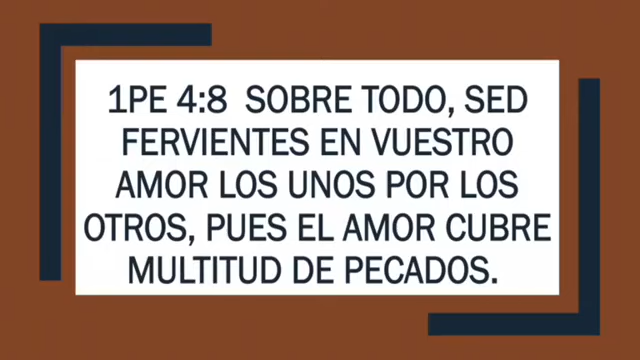 1PE 4:8  SOBRE TODO, SED
FERVIENTES EN VUESTRO
AMOR LOS UNOS POR LOS
OTROS, PUES EL AMOR CUBRE
MULTITUD DE PECADOS.